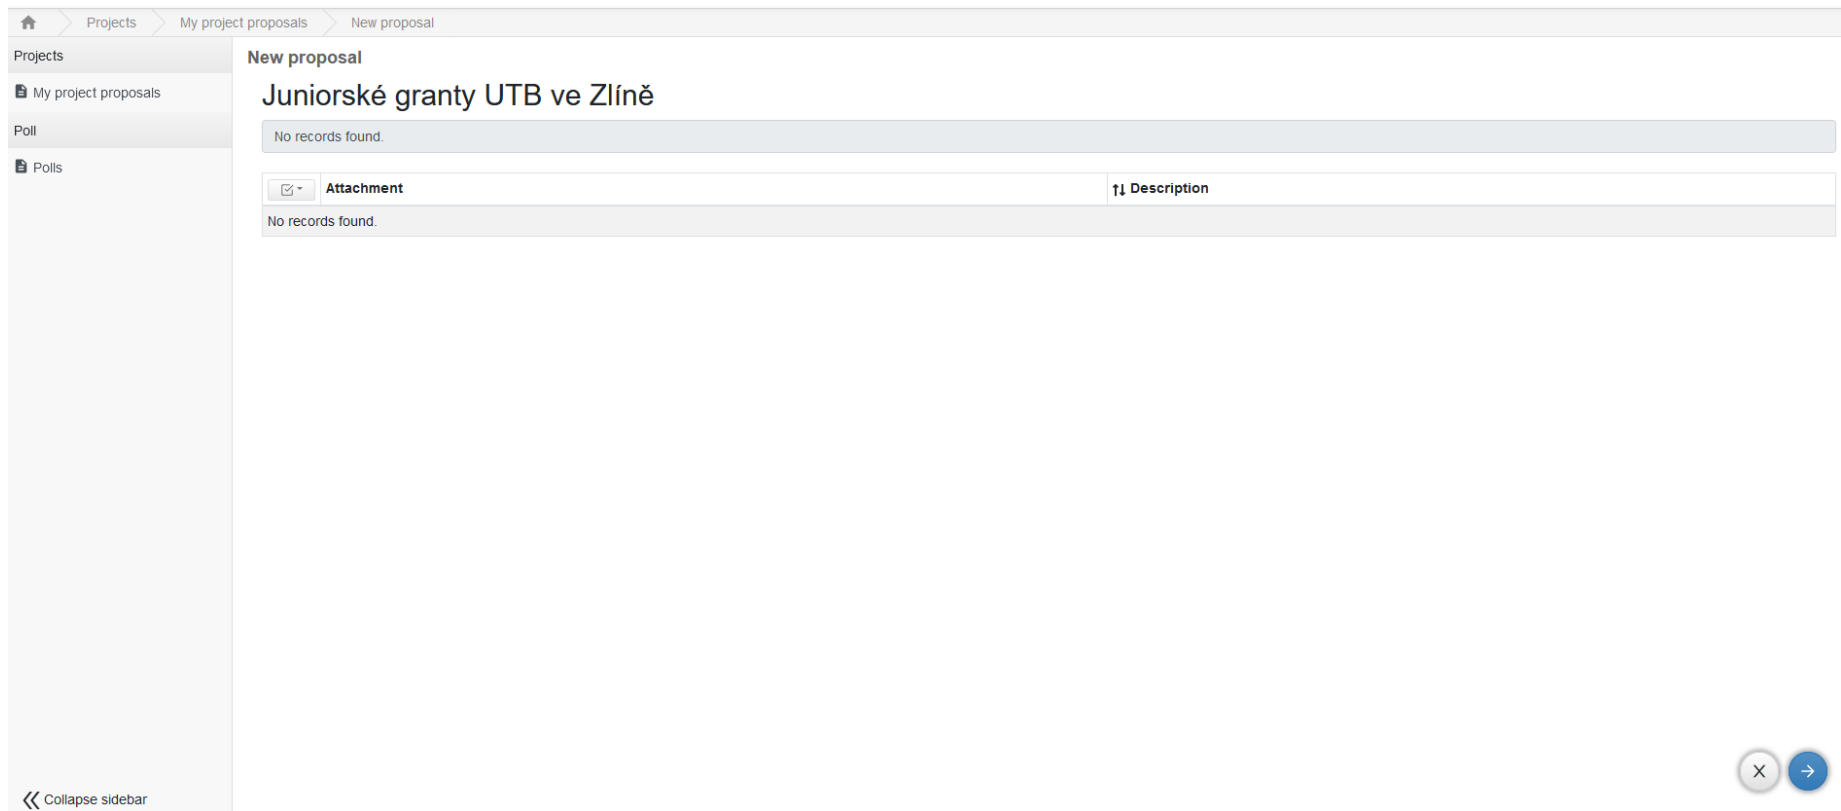 Projects My project proposals New proposal
Projects
My project proposals
Poll
Polls
Collapse sidebar
New proposal
Juniorské granty UTB ve Zlíně
No records found.
Attachment Description
No records found.
X